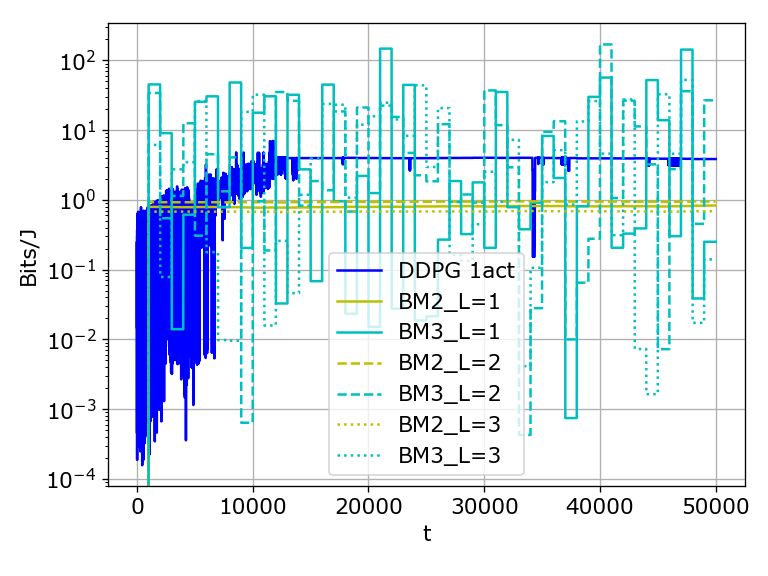 Bits/J
10²
10¹
10⁰
10⁻¹
10⁻²
10⁻³
10⁻⁴
DDPG 1act
BM2_L=1
BM3_L=1
BM2_L=2
BM3_L=2
BM2_L=3
BM3_L=3
0 10000 20000 30000 40000 50000
t